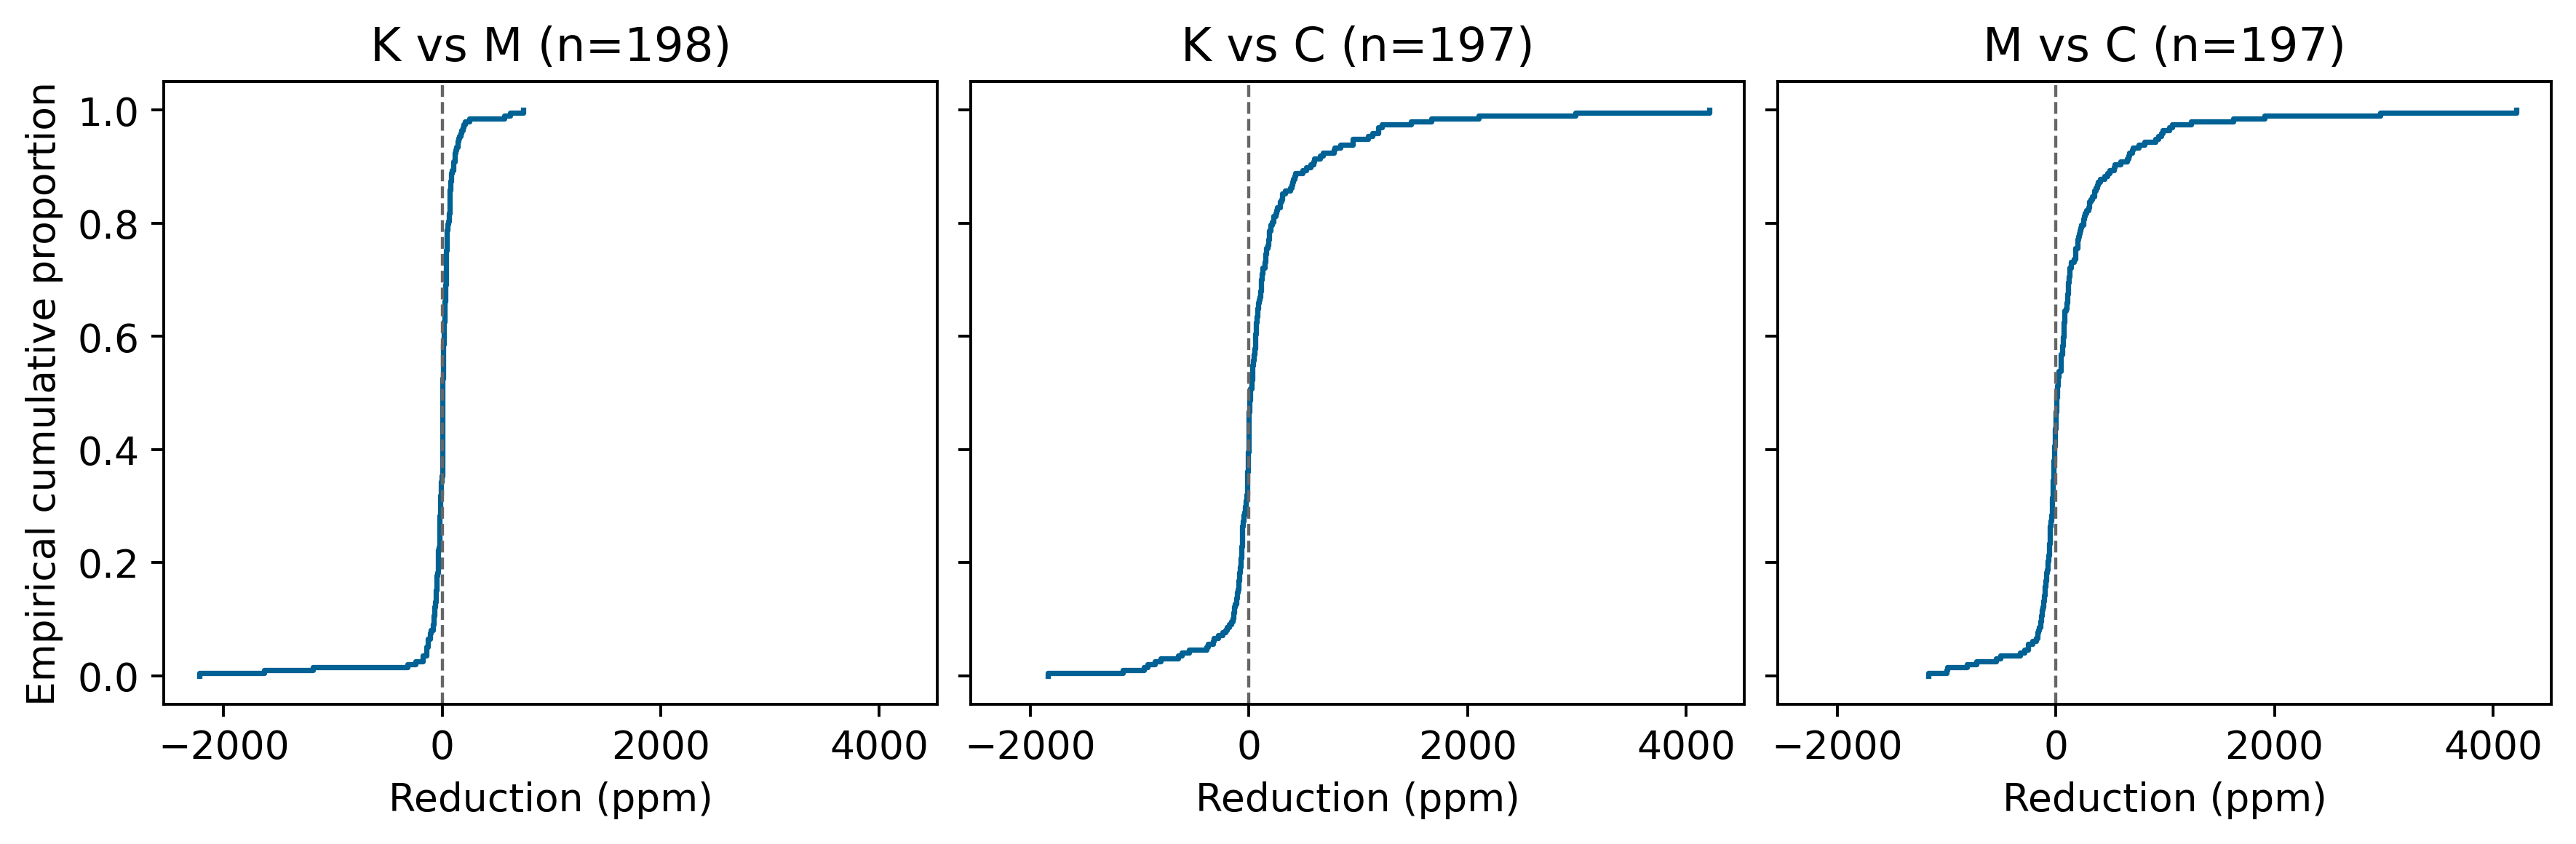 K vs M (n=198)
K vs C (n=197)
M vs C (n=197)
Empirical cumulative proportion
1.0
0.8
0.6
0.4
0.2
0.0
−2000 0 2000 4000
−2000 0 2000 4000
−2000 0 2000 4000
Reduction (ppm)
Reduction (ppm)
Reduction (ppm)